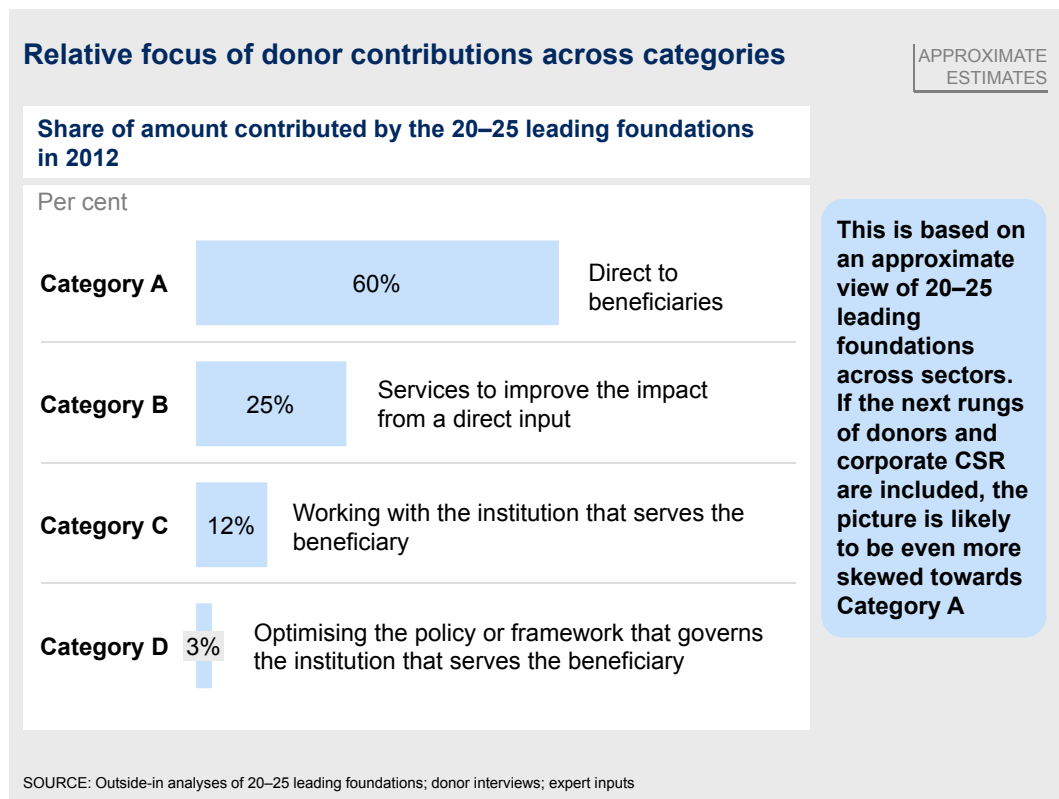 Relative focus of donor contributions across categories
APPROXIMATE
ESTIMATES
Share of amount contributed by the 20–25 leading foundations
in 2012
Per cent
Category A
60%
Direct to
beneficiaries
Category B
25%
Services to improve the impact
from a direct input
Category C
12%
Working with the institution that serves the
beneficiary
Category D
3%
Optimising the policy or framework that governs
the institution that serves the beneficiary
This is based on
an approximate
view of 20–25
leading
foundations
across sectors.
If the next rungs
of donors and
corporate CSR
are included, the
picture is likely
to be even more
skewed towards
Category A
SOURCE: Outside-in analyses of 20–25 leading foundations; donor interviews; expert inputs